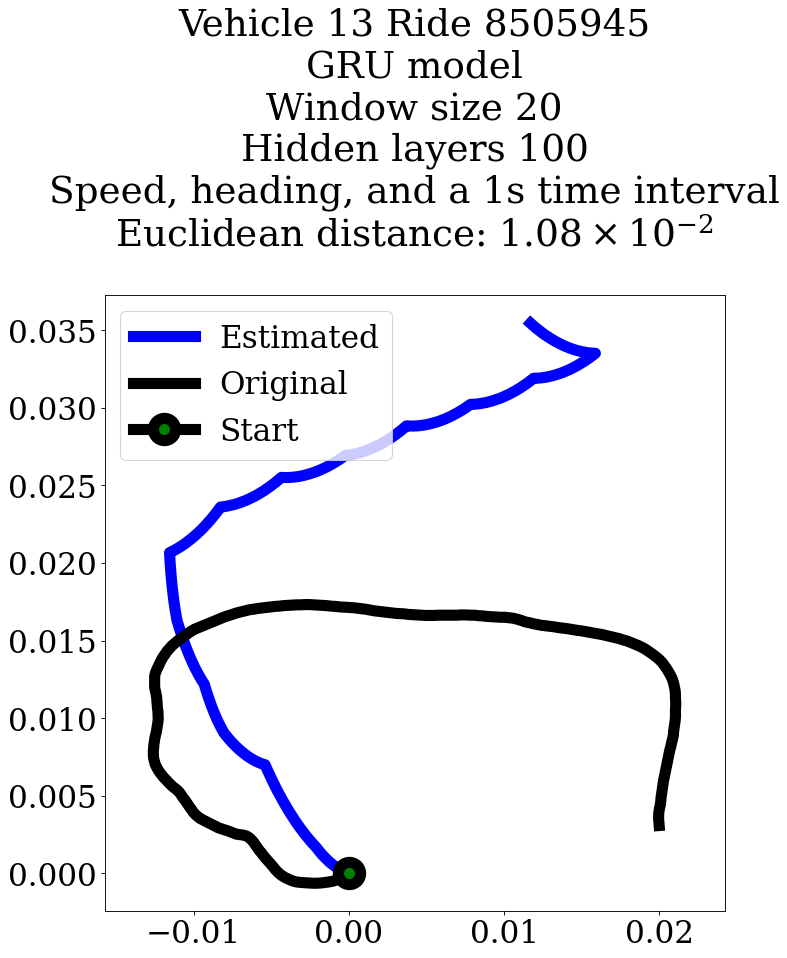 Vehicle 13 Ride 8505945
GRU model
Window size 20
Hidden layers 100
Speed, heading, and a 1s time interval
Euclidean distance: 1.08 × 10⁻²
Estimated
Original
Start
0.035
0.030
0.025
0.020
0.015
0.010
0.005
0.000
−0.01 0.00 0.01 0.02